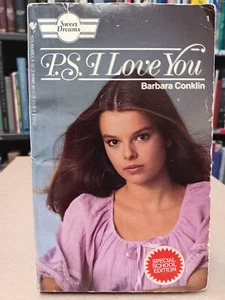 Sweet
Dreams
P.S. I Love You
Barbara Conklin
SPECIAL
SCHOOL
EDITION